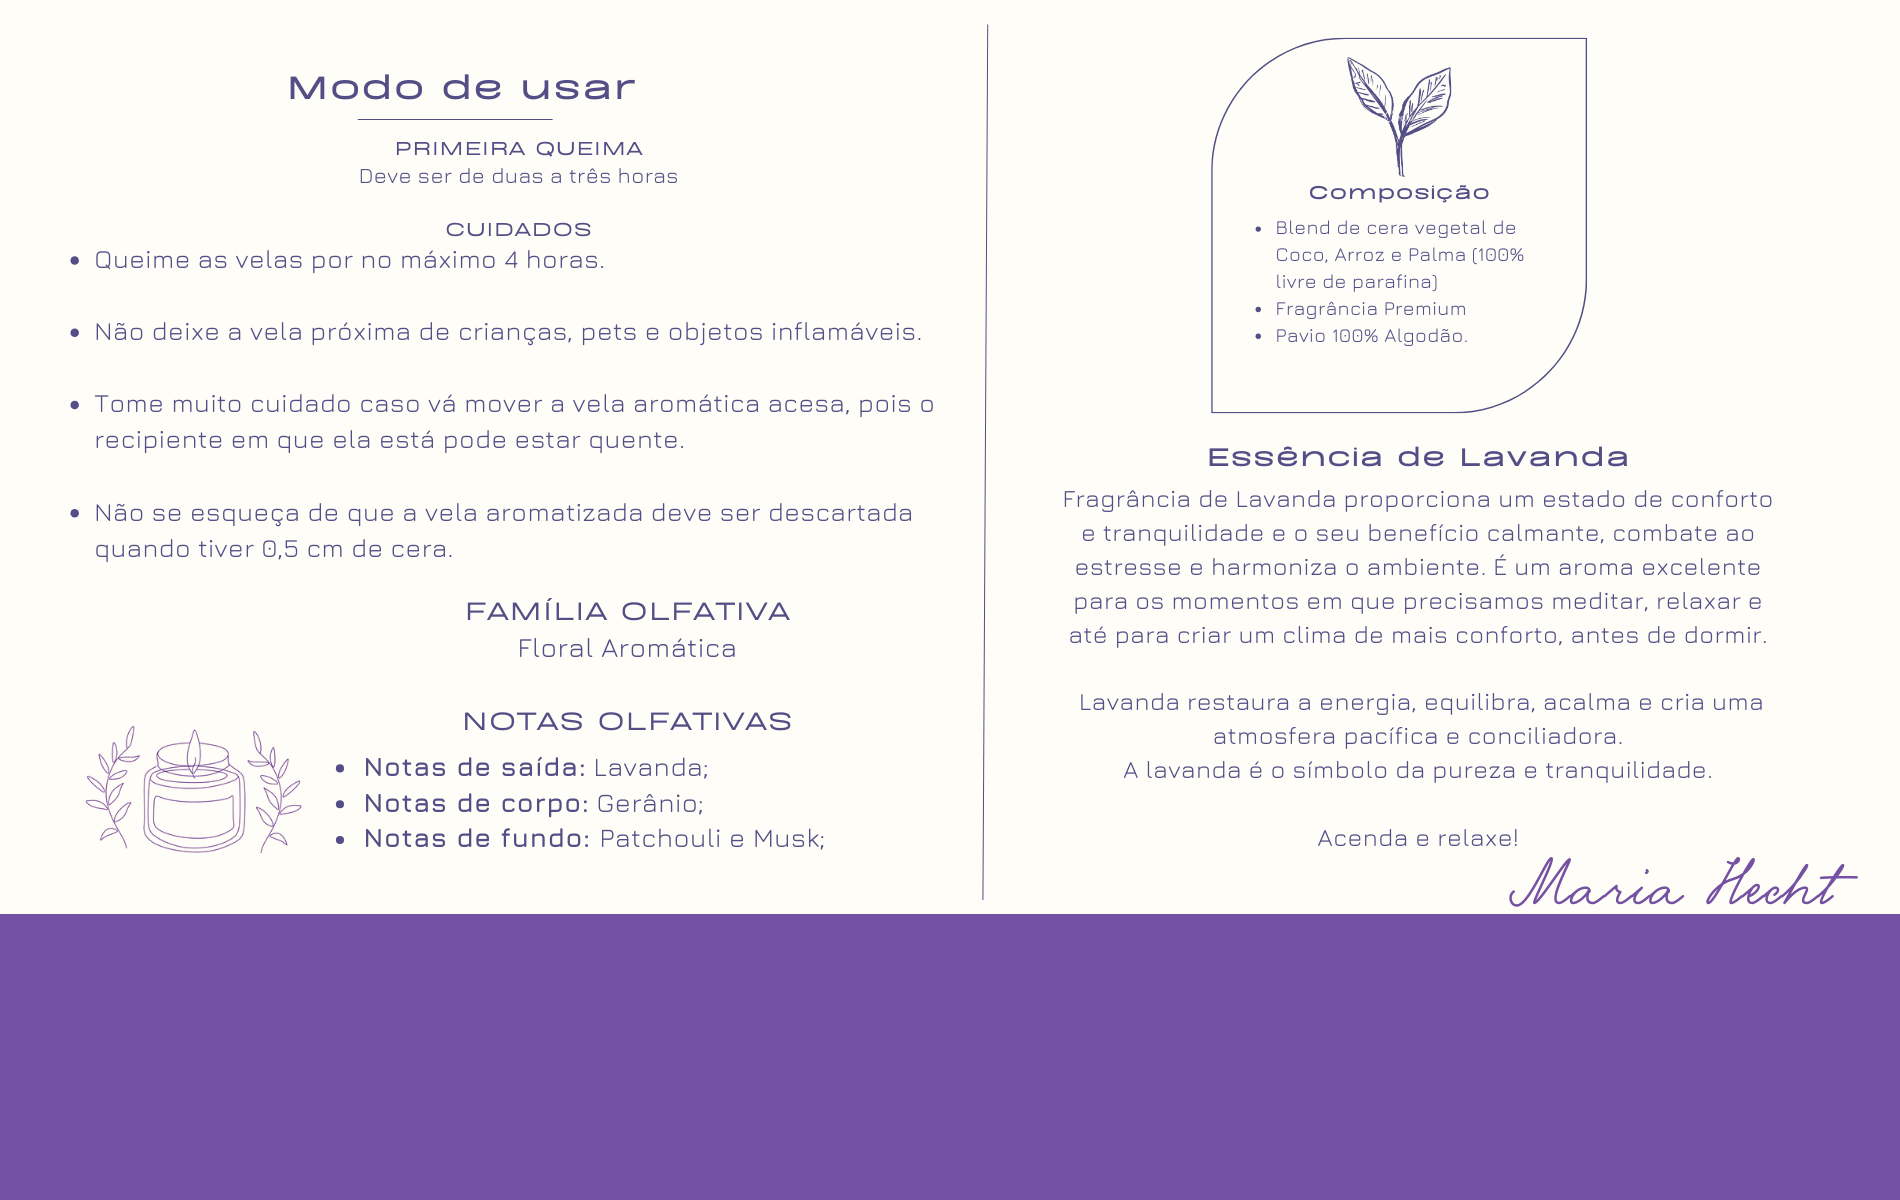 Modo de usar
PRIMEIRA QUEIMA
Deve ser de duas a três horas
CUIDADOS
• Queime as velas por no máximo 4 horas.
• Não deixe a vela próxima de crianças, pets e objetos inflamáveis.
• Tome muito cuidado caso vá mover a vela aromática acesa, pois o
recipiente em que ela está pode estar quente.
• Não se esqueça de que a vela aromatizada deve ser descartada
quando tiver 0,5 cm de cera.
FAMÍLIA OLFATIVA
Floral Aromática
NOTAS OLFATIVAS
• Notas de saída: Lavanda;
• Notas de corpo: Gerânio;
• Notas de fundo: Patchouli e Musk;
Composição
• Blend de cera vegetal de
Coco, Arroz e Palma (100%
livre de parafina)
• Fragrância Premium
• Pavio 100% Algodão.
Essência de Lavanda
Fragrância de Lavanda proporciona um estado de conforto
e tranquilidade e o seu benefício calmante, combate ao
estresse e harmoniza o ambiente. É um aroma excelente
para os momentos em que precisamos meditar, relaxar e
até para criar um clima de mais conforto, antes de dormir.
Lavanda restaura a energia, equilibra, acalma e cria uma
atmosfera pacífica e conciliadora.
A lavanda é o símbolo da pureza e tranquilidade.
Acenda e relaxe!
Maria Hecht